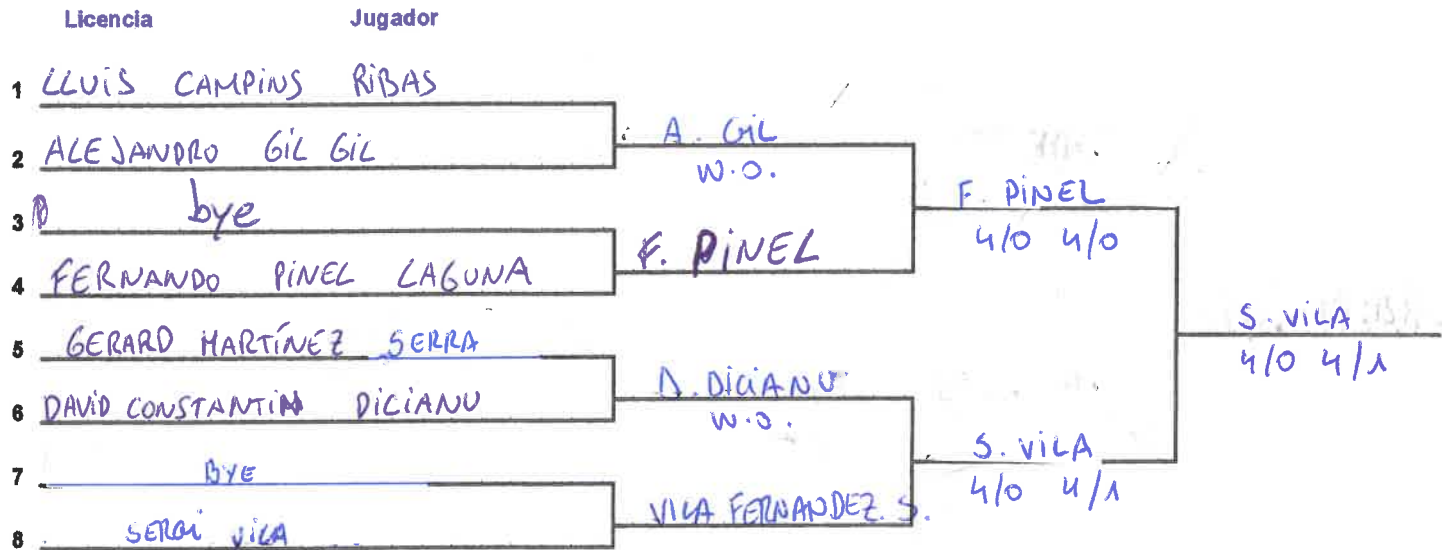 Licencia Jugador
1 LLUIS CAMPINS RIBAS
2 ALEJANDRO GIL GIL
A. GIL
W.O.
3 bye
4 FERNANDO PINEL LAGUNA
F. PINEL
F. PINEL
4/0 4/0
5 GERARD MARTÍNEZ SERRA
6 DAVID CONSTANTIN DICIANU
D. DICIANU
W.O.
7 BYE
8 SERGI VILA
VILA FERNANDEZ. S.
S. VILA
4/0 4/1
S. VILA
4/0 4/1